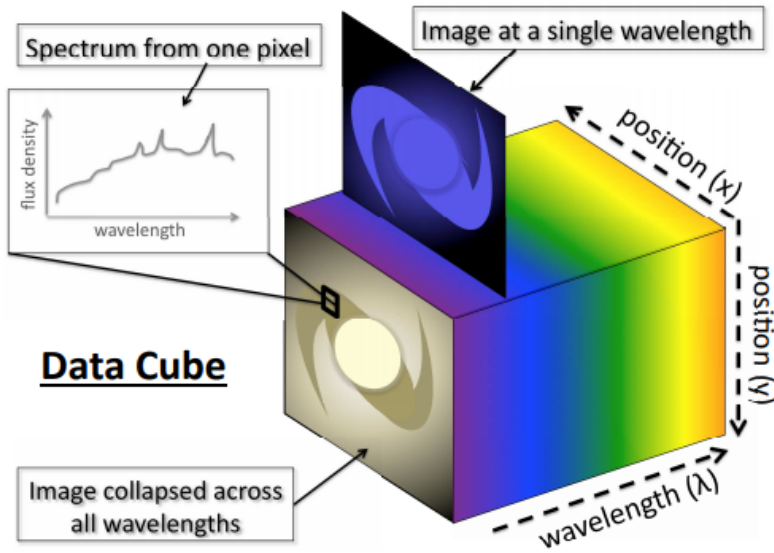 Spectrum from one pixel
Image at a single wavelength
flux density
wavelength
position (x)
position (y)
Data Cube
Image collapsed across
all wavelengths
wavelength (λ)